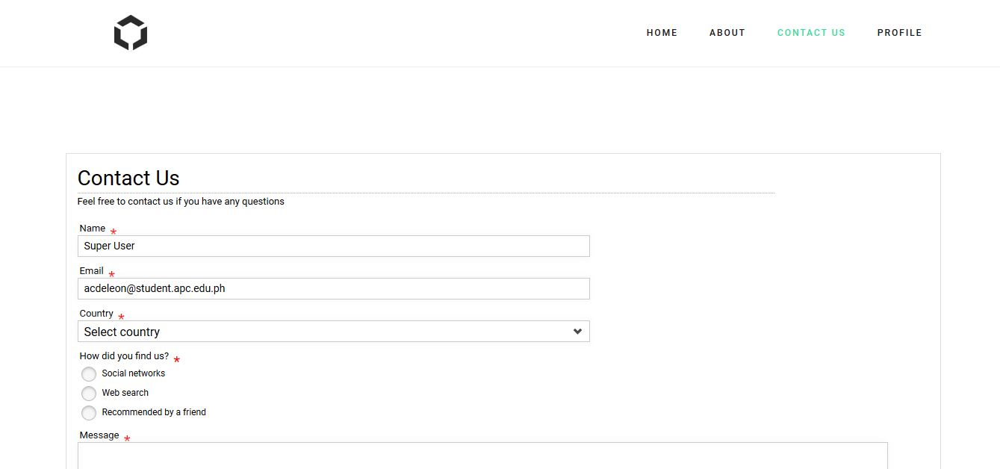 HOME ABOUT CONTACT US PROFILE
Contact Us
Feel free to contact us if you have any questions
Name *
Super User
Email *
acdeleon@student.apc.edu.ph
Country *
Select country
How did you find us? *
Social networks
Web search
Recommended by a friend
Message *